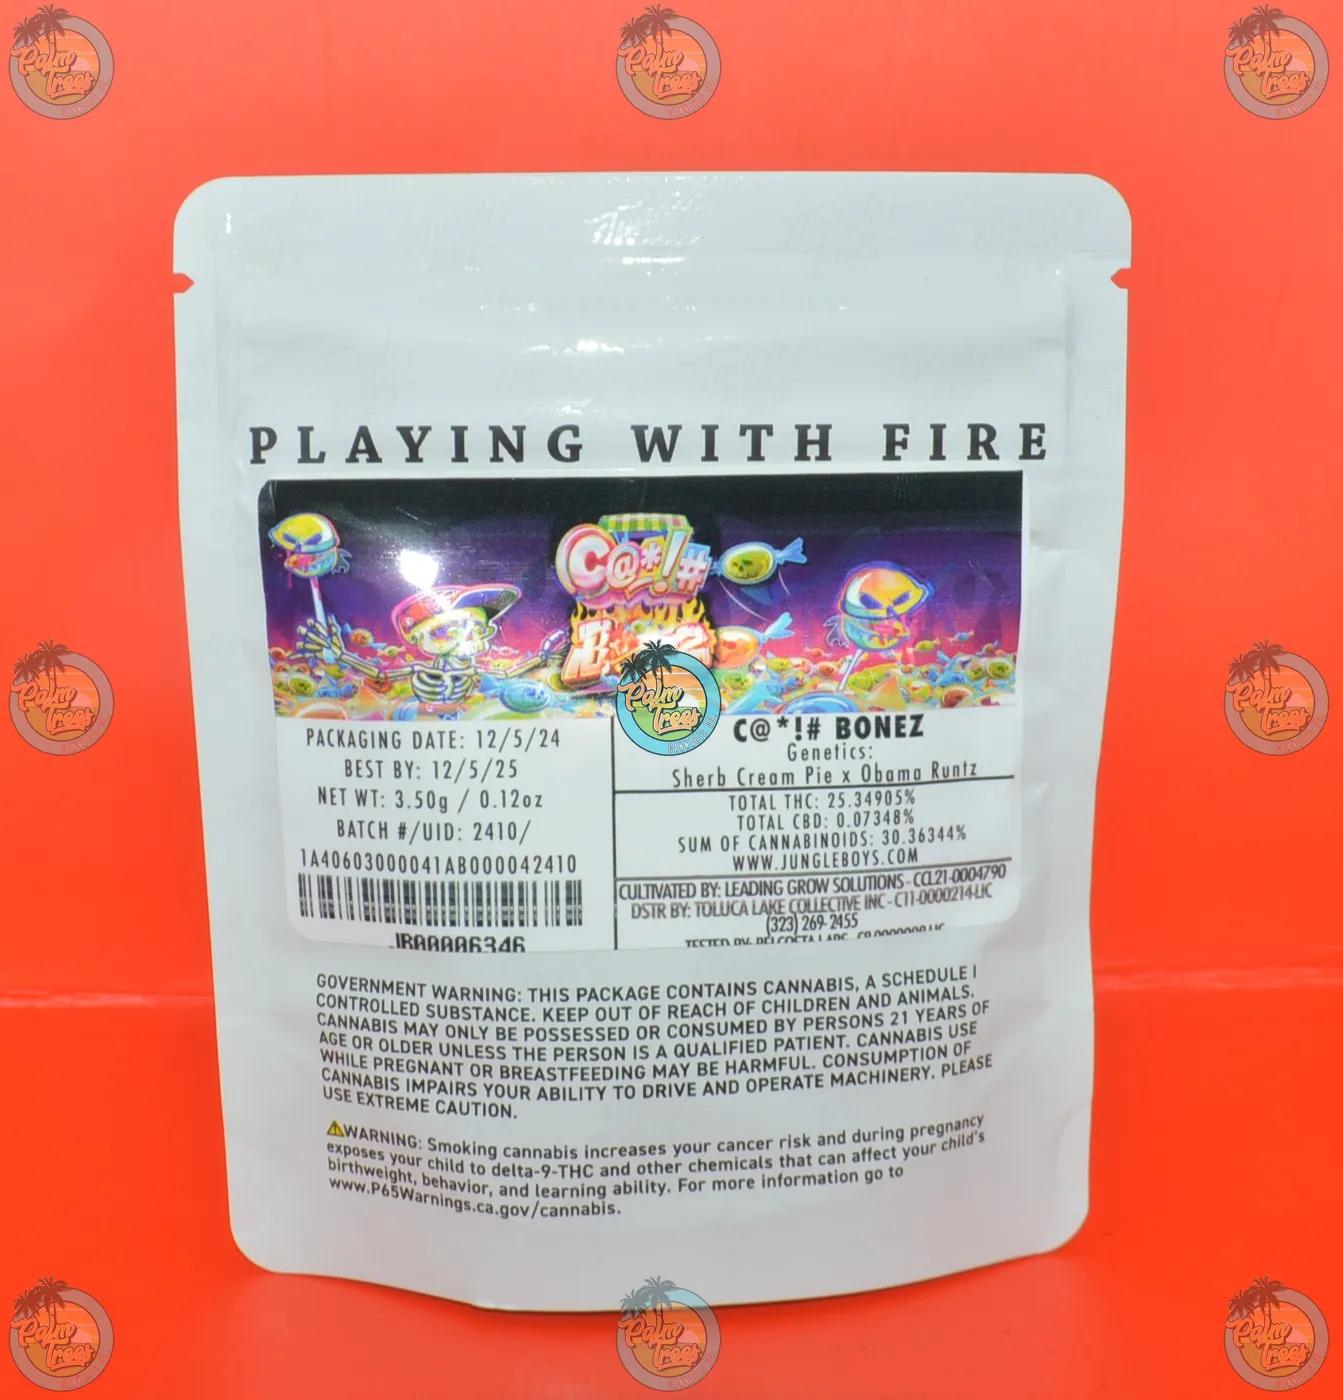 PLAYING WITH FIRE
C@*!#
Palm
Trees
PACKAGING DATE: 12/5/24
BEST BY: 12/5/25
NET WT: 3.50g / 0.12oz
BATCH #/UID: 2410/
1A40603000041AB000042410
C@*!# BONEZ
Genetics:
Sherb Cream Pie x Obama Runtz
TOTAL THC: 25.34905%
TOTAL CBD: 0.07348%
SUM OF CANNABINOIDS: 30.36344%
WWW.JUNGLEBOYS.COM
CULTIVATED BY: LEADING GROW SOLUTIONS - CCL21-0004790
DSTR BY: TOLUCA LAKE COLLECTIVE INC - C11-0000214-LIC
(323) 269-2455
GOVERNMENT WARNING: THIS PACKAGE CONTAINS CANNABIS, A SCHEDULE I
CONTROLLED SUBSTANCE. KEEP OUT OF REACH OF CHILDREN AND ANIMALS.
CANNABIS MAY ONLY BE POSSESSED OR CONSUMED BY PERSONS 21 YEARS OF
AGE OR OLDER UNLESS THE PERSON IS A QUALIFIED PATIENT. CANNABIS USE
WHILE PREGNANT OR BREASTFEEDING MAY BE HARMFUL. CONSUMPTION OF
CANNABIS IMPAIRS YOUR ABILITY TO DRIVE AND OPERATE MACHINERY. PLEASE
USE EXTREME CAUTION.
WARNING: Smoking cannabis increases your cancer risk and during pregnancy
exposes your child to delta-9-THC and other chemicals that can affect your child's
birthweight, behavior, and learning ability. For more information go to
www.P65Warnings.ca.gov/cannabis.